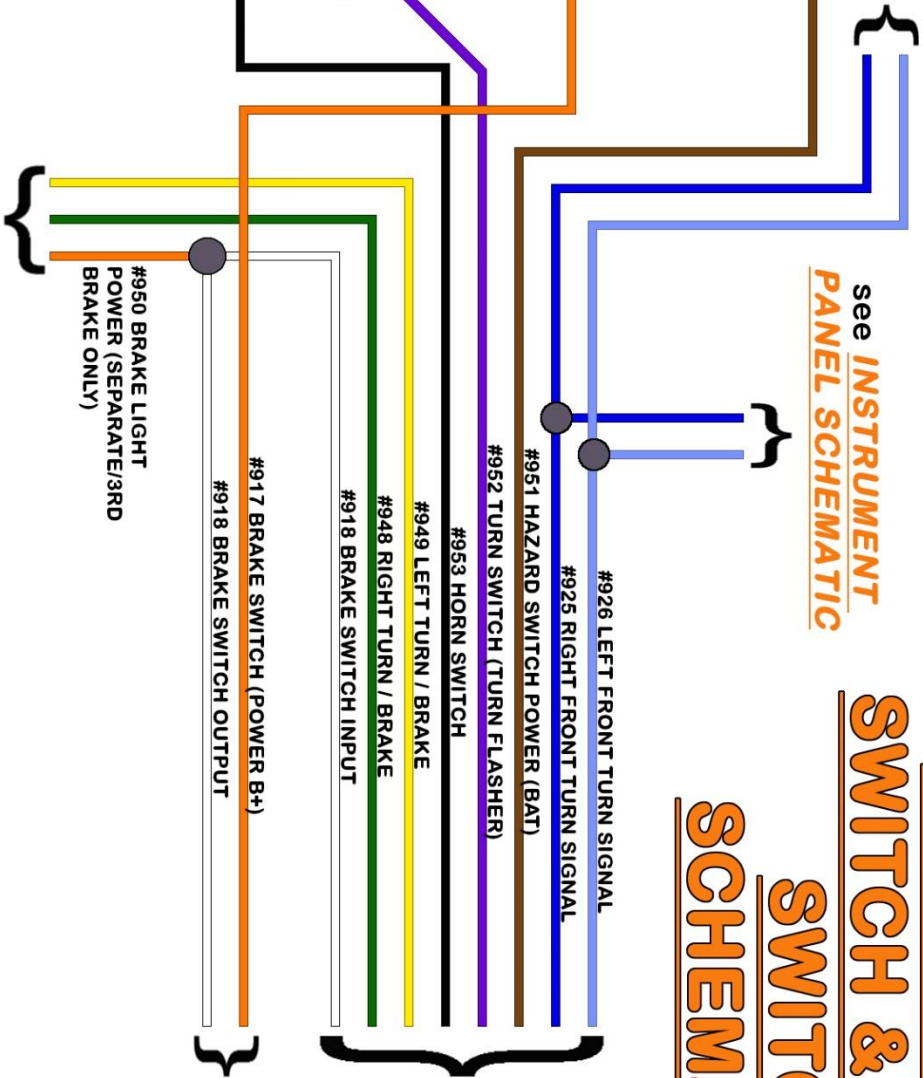 see INSTRUMENT
PANEL SCHEMATIC
SWITCH &
SCHEM
#926 LEFT FRONT TURN SIGNAL
#925 RIGHT FRONT TURN SIGNAL
#951 HAZARD SWITCH POWER (BAT)
#952 TURN SWITCH (TURN FLASHER)
#953 HORN SWITCH
#949 LEFT TURN / BRAKE
#948 RIGHT TURN / BRAKE
#918 BRAKE SWITCH INPUT
#917 BRAKE SWITCH (POWER B+)
#918 BRAKE SWITCH OUTPUT
#950 BRAKE LIGHT
POWER (SEPARATE/3RD
BRAKE ONLY)